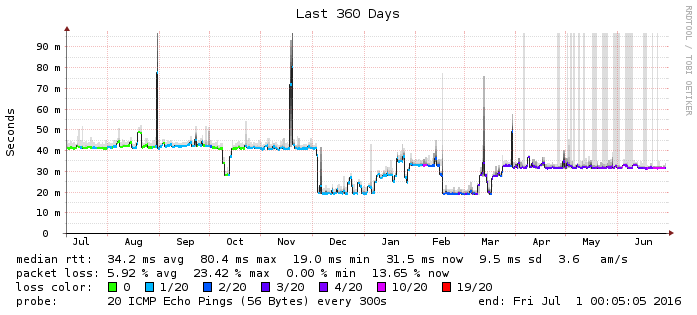 Last 360 Days
RRDTOOL / TOBI OETIKER
Seconds
90 m
80 m
70 m
60 m
50 m
40 m
30 m
20 m
10 m
0
Jul Aug Sep Oct Nov Dec Jan Feb Mar Apr May Jun
median rtt: 34.2 ms avg 80.4 ms max 19.0 ms min 31.5 ms now 9.5 ms sd 3.6 am/s
packet loss: 5.92 % avg 23.42 % max 0.00 % min 13.65 % now
loss color: 0 1/20 2/20 3/20 4/20 10/20 19/20
probe: 20 ICMP Echo Pings (56 Bytes) every 300s end: Fri Jul 1 00:05:05 2016